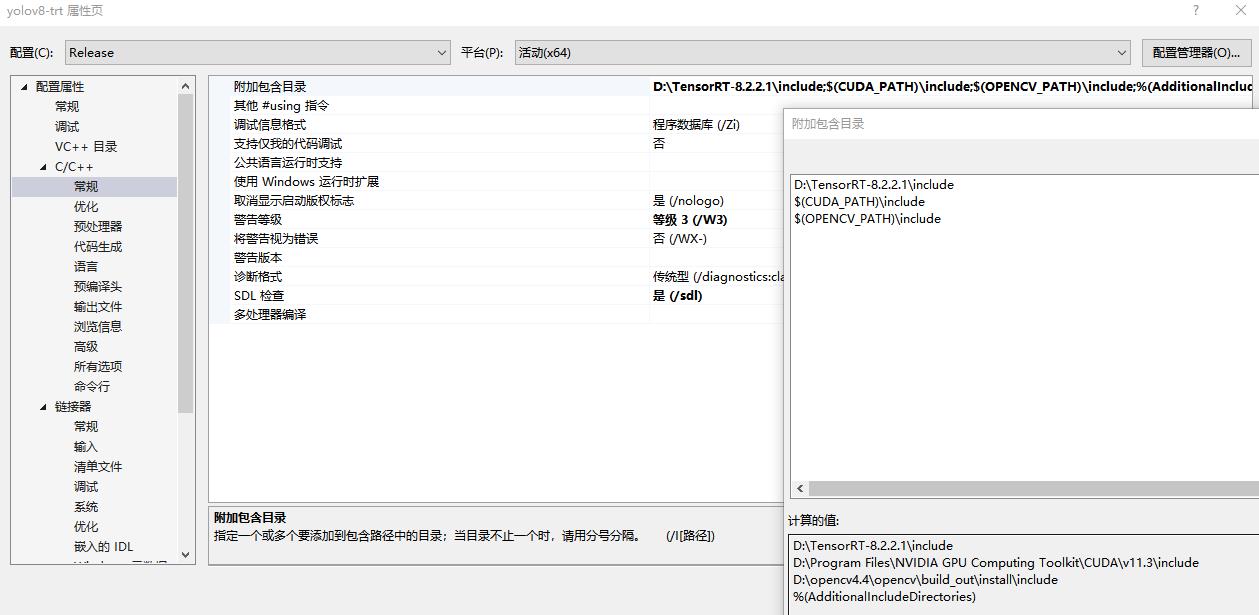 yolov8-trt 属性页
配置(C):
Release
平台(P):
活动(x64)
配置管理器(O)...
配置属性
常规
调试
VC++ 目录
C/C++
常规
优化
预处理器
代码生成
语言
预编译头
输出文件
浏览信息
高级
所有选项
命令行
链接器
常规
输入
清单文件
调试
系统
优化
嵌入的 IDL
附加包含目录 D:\TensorRT-8.2.2.1\include;$(CUDA_PATH)\include;$(OPENCV_PATH)\include;%(AdditionalInclud
其他 #using 指令
调试信息格式 程序数据库 (/Zi)
支持仅我的代码调试 否
公共语言运行时支持
使用 Windows 运行时扩展
取消显示启动版权标志 是 (/nologo)
警告等级 等级 3 (/W3)
将警告视为错误 否 (/WX-)
警告版本
诊断格式 传统型 (/diagnostics:cla
SDL 检查 是 (/sdl)
多处理器编译
附加包含目录
指定一个或多个要添加到包含路径中的目录；当目录不止一个时，请用分号分隔。 (/I[路径])
附加包含目录
D:\TensorRT-8.2.2.1\include
$(CUDA_PATH)\include
$(OPENCV_PATH)\include
计算的值:
D:\TensorRT-8.2.2.1\include
D:\Program Files\NVIDIA GPU Computing Toolkit\CUDA\v11.3\include
D:\opencv4.4\opencv\build_out\install\include
%(AdditionalIncludeDirectories)